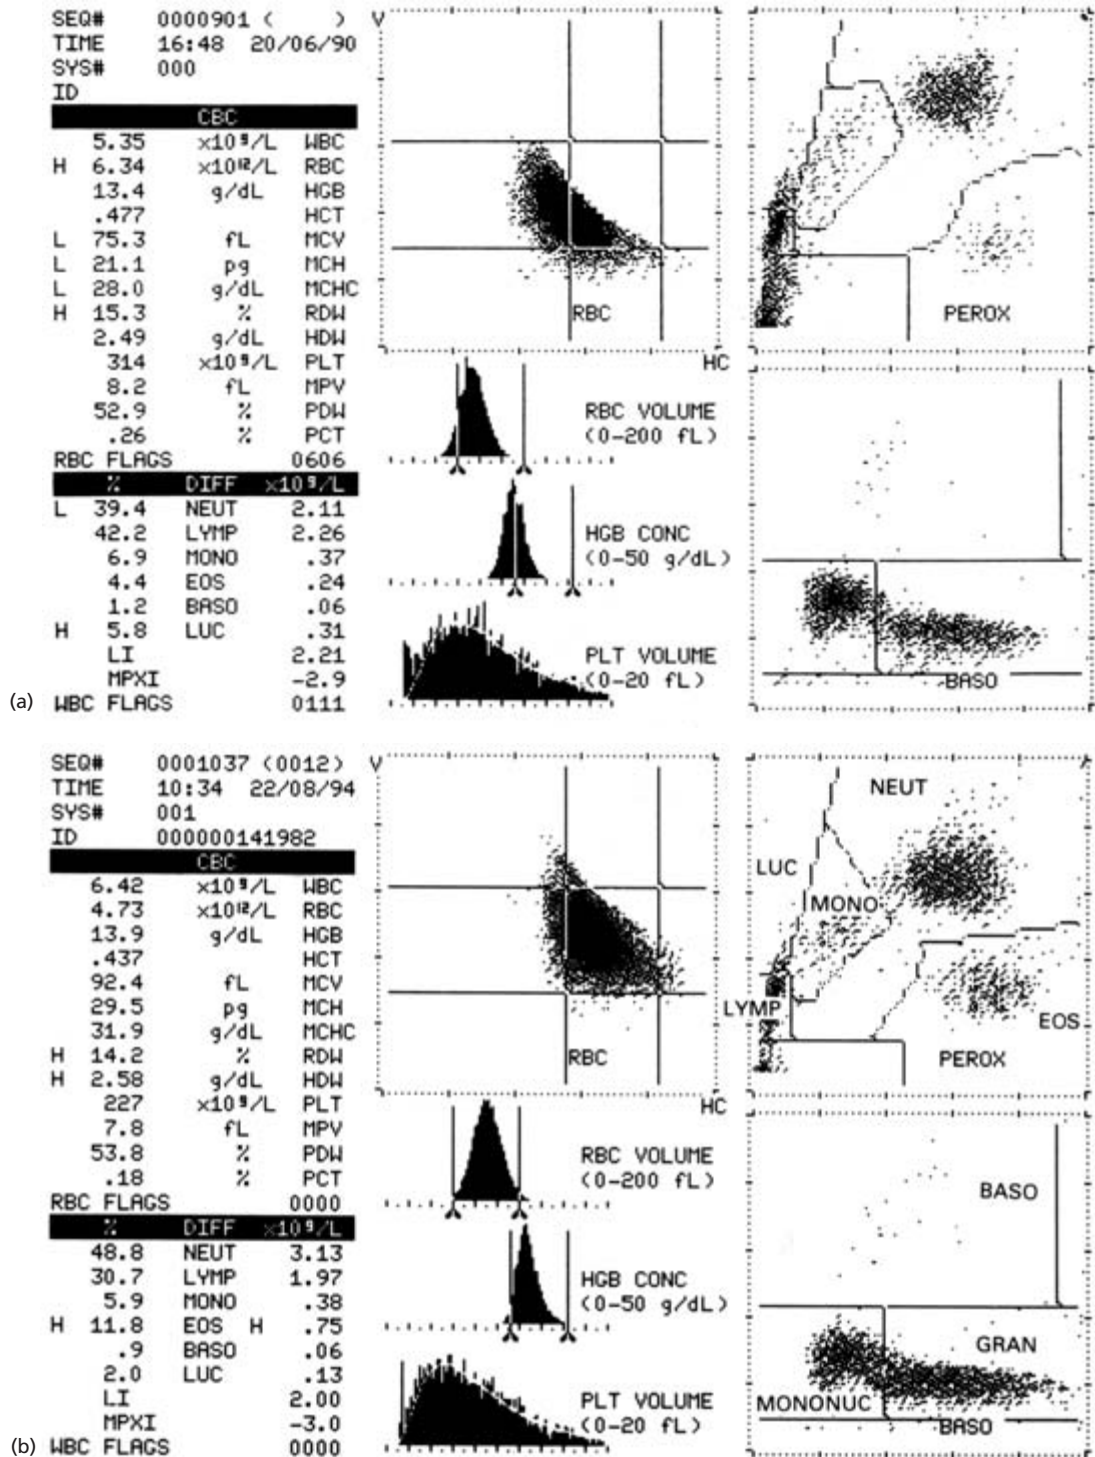 SEQ# 0000901 ( )
TIME 16:48 20/06/90
SYS# 000
ID
CBC
5.35 ×10⁹/L WBC
H 6.34 ×10¹²/L RBC
13.4 g/dL HGB
.477 HCT
L 75.3 fL MCV
L 21.1 pg MCH
L 28.0 g/dL MCHC
H 15.3 % RDW
2.49 g/dL HDW
314 ×10⁹/L PLT
8.2 fL MPV
52.9 % PDW
.26 % PCT
RBC FLAGS 0606
% DIFF ×10⁹/L
L 39.4 NEUT 2.11
42.2 LYMP 2.26
6.9 MONO .37
4.4 EOS .24
1.2 BASO .06
H 5.8 LUC .31
LI 2.21
MPXI -2.9
WBC FLAGS 0111
(a)
V
RBC
HC
RBC VOLUME
(0-200 fL)
HGB CONC
(0-50 g/dL)
PLT VOLUME
(0-20 fL)
PEROX
BASO
SEQ# 0001037 (0012)
TIME 10:34 22/08/94
SYS# 001
ID 000000141982
CBC
6.42 ×10⁹/L WBC
4.73 ×10¹²/L RBC
13.9 g/dL HGB
.437 HCT
92.4 fL MCV
29.5 pg MCH
31.9 g/dL MCHC
H 14.2 % RDW
H 2.58 g/dL HDW
227 ×10⁹/L PLT
7.8 fL MPV
53.8 % PDW
.18 % PCT
RBC FLAGS 0000
% DIFF ×10⁹/L
48.8 NEUT 3.13
30.7 LYMP 1.97
5.9 MONO .38
H 11.8 EOS H .75
.9 BASO .06
2.0 LUC .13
LI 2.00
MPXI -3.0
WBC FLAGS 0000
(b)
V
RBC
HC
RBC VOLUME
(0-200 fL)
HGB CONC
(0-50 g/dL)
PLT VOLUME
(0-20 fL)
NEUT
LUC
MONO
LYMP
EOS
PEROX
BASO
GRAN
MONONUC
BASO